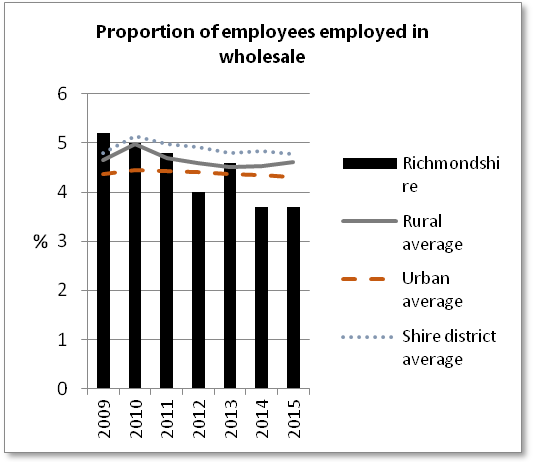 Proportion of employees employed in
wholesale
6
5
4
% 3
2
1
0
2009
2010
2011
2012
2013
2014
2015
Richmondshi
re
Rural
average
Urban
average
Shire district
average